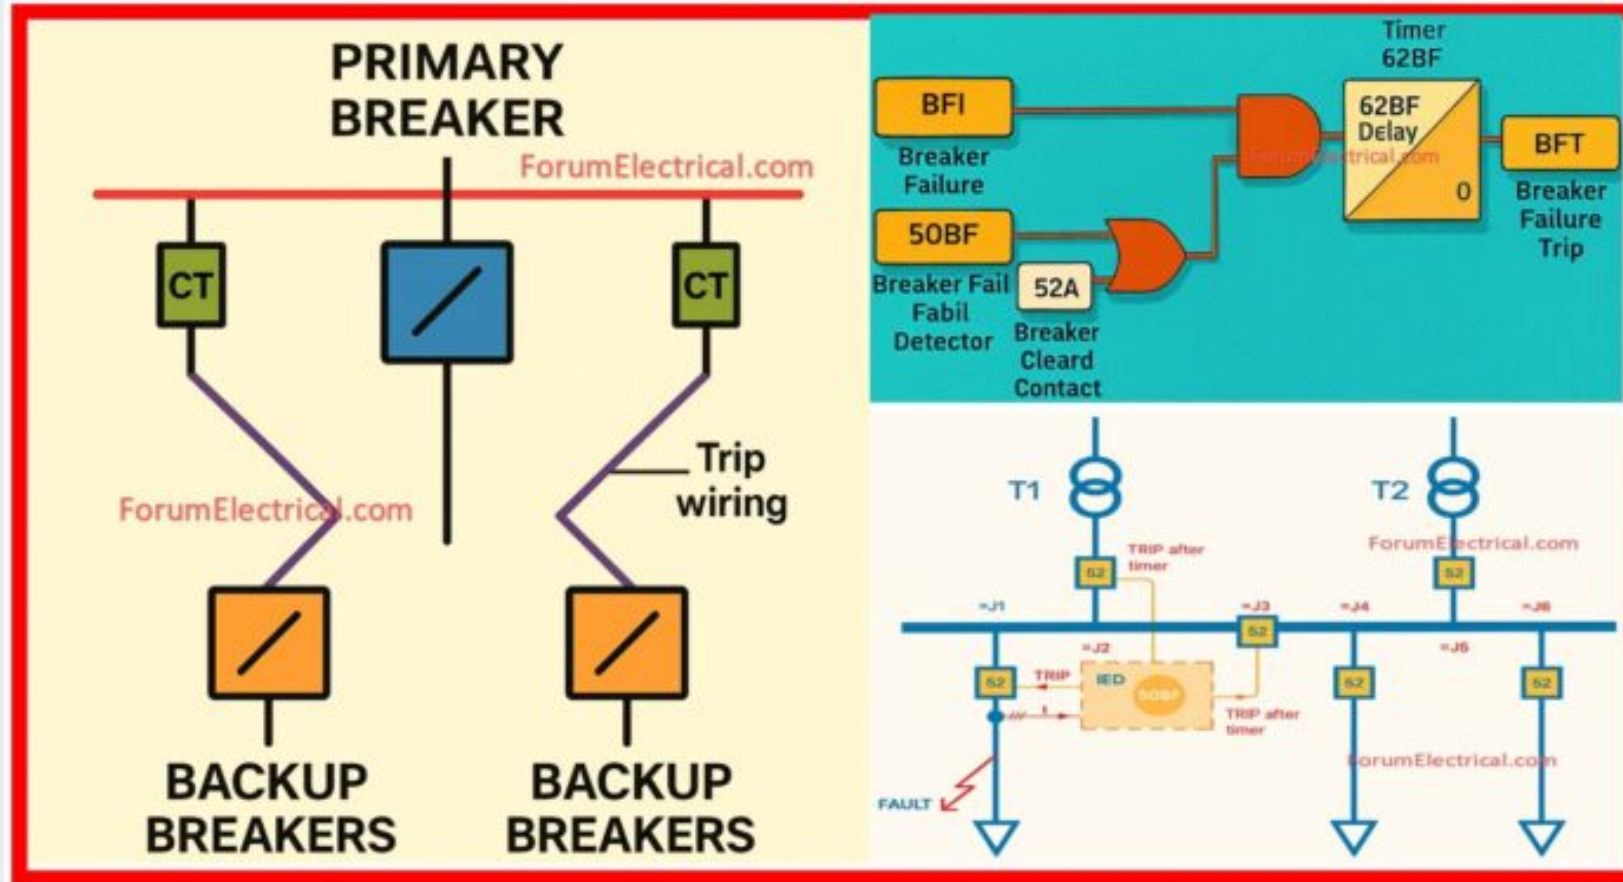 PRIMARY
BREAKER
ForumElectrical.com
CT
CT
Trip
wiring
ForumElectrical.com
BACKUP
BREAKERS
BACKUP
BREAKERS
Timer
62BF
BFI
Breaker
Failure
62BF
Delay
0
ForumElectrical.com
BFT
Breaker
Failure
Trip
50BF
Breaker Fail
Fabil
Detector
52A
Breaker
Cleard
Contact
T1
T2
ForumElectrical.com
TRIP after
timer
52
52
=J1
=J3
=J4
=J6
52
=J2
=J5
52
TRIP
IED
50BF
52
52
I
TRIP after
timer
ForumElectrical.com
FAULT